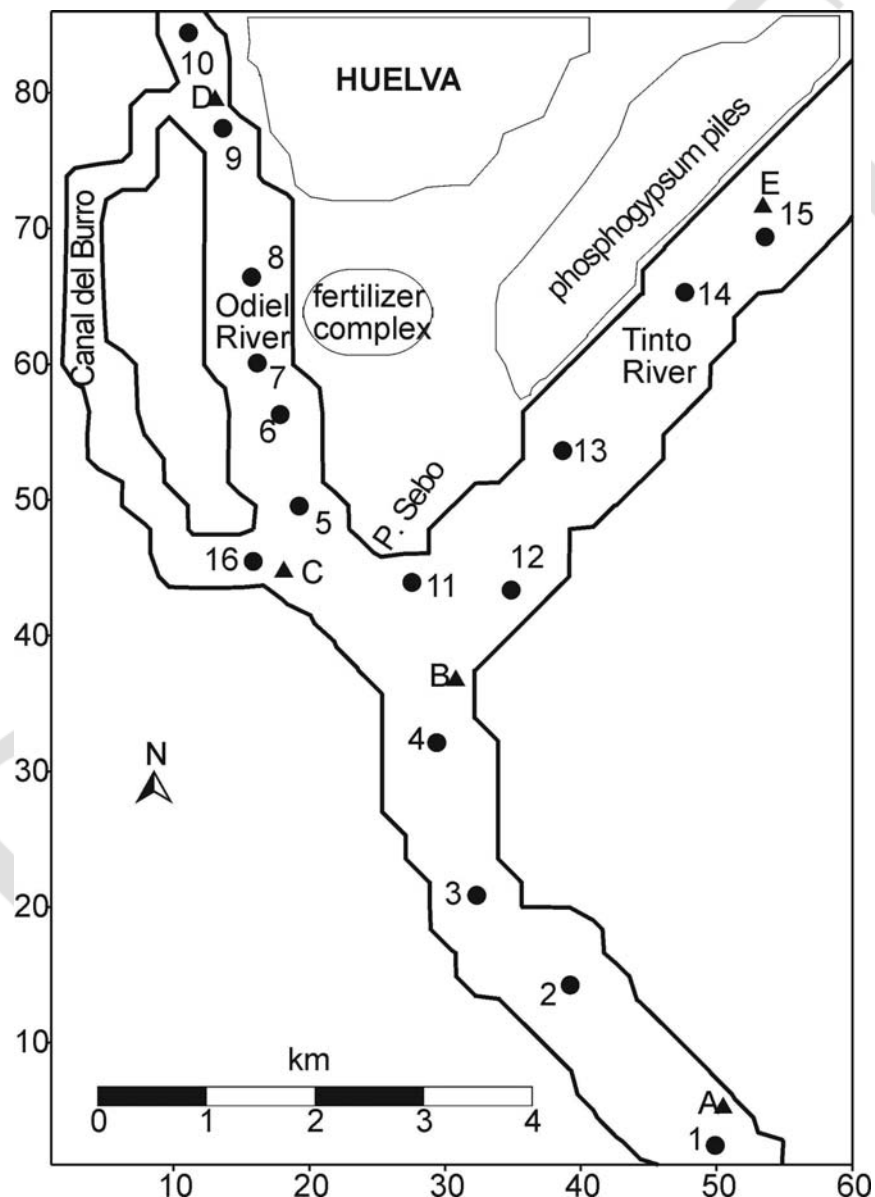 10
HUELVA
80
D
9
phosphogypsum piles
E
15
70
Canal del Burro
8
Odiel
River
fertilizer
complex
14
Tinto
River
60
7
6
13
50
5
P. Sebo
16
C
11
12
40
B
4
N
30
3
20
2
10
km
A
1
0 1 2 3 4
10 20 30 40 50 60